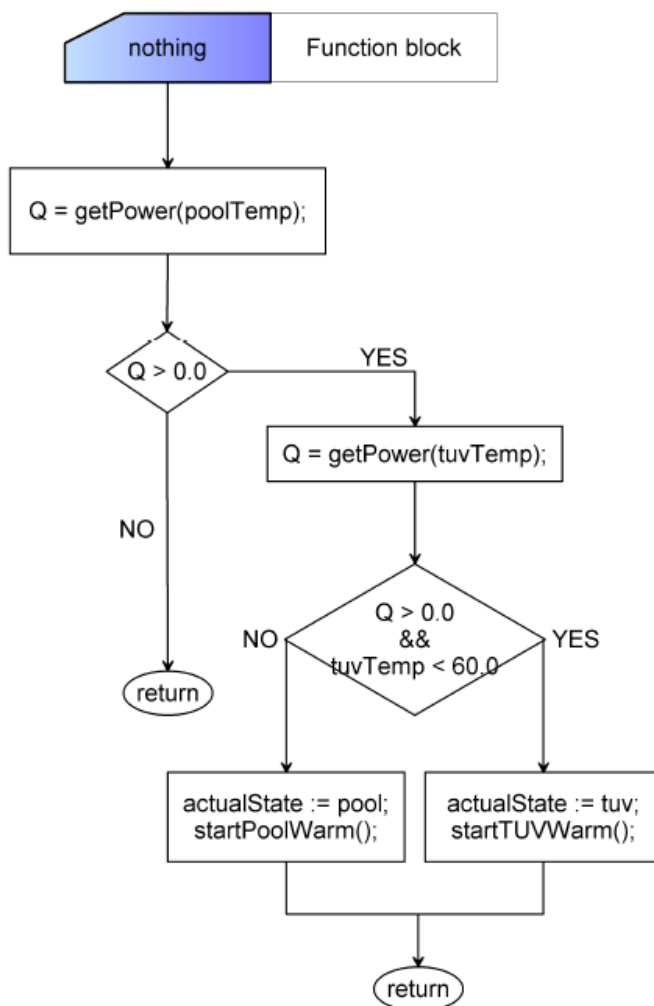 nothing
Function block
Q = getPower(poolTemp);
Q > 0.0
YES
Q = getPower(tuvTemp);
NO
Q > 0.0
&&
tuvTemp < 60.0
NO
YES
return
actualState := pool;
startPoolWarm();
actualState := tuv;
startTUVWarm();
return